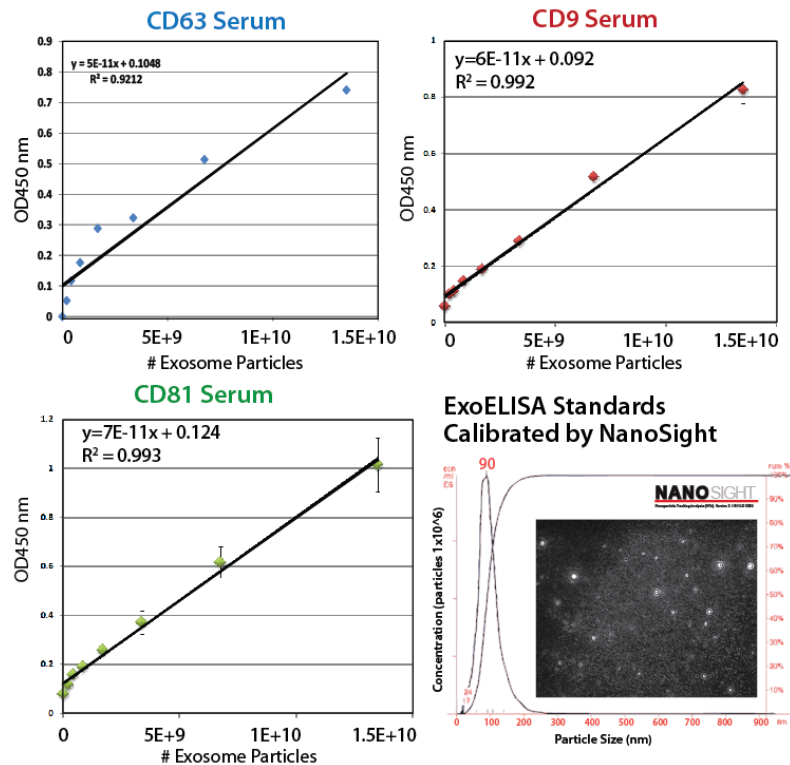 CD63 Serum
y = 5E-11x + 0.1048
R² = 0.9212
OD450 nm
0.9
0.8
0.7
0.6
0.5
0.4
0.3
0.2
0.1
0
0
5E+9
1E+10
1.5E+10
# Exosome Particles
CD9 Serum
y=6E-11x + 0.092
R² = 0.992
OD450 nm
1
0.8
0.6
0.4
0.2
0
0
5E+9
1E+10
1.5E+10
# Exosome Particles
CD81 Serum
y=7E-11x + 0.124
R² = 0.993
OD450 nm
1.2
1
0.8
0.6
0.4
0.2
0
0
5E+9
1E+10
1.5E+10
# Exosome Particles
ExoELISA Standards
Calibrated by NanoSight
90
num %
NANOSIGHT
Concentration (particles 1x10^6)
100%
90%
80%
70%
60%
50%
40%
30%
20%
10%
24
17
0
100
200
300
400
500
600
700
800
900
nm
Particle Size (nm)